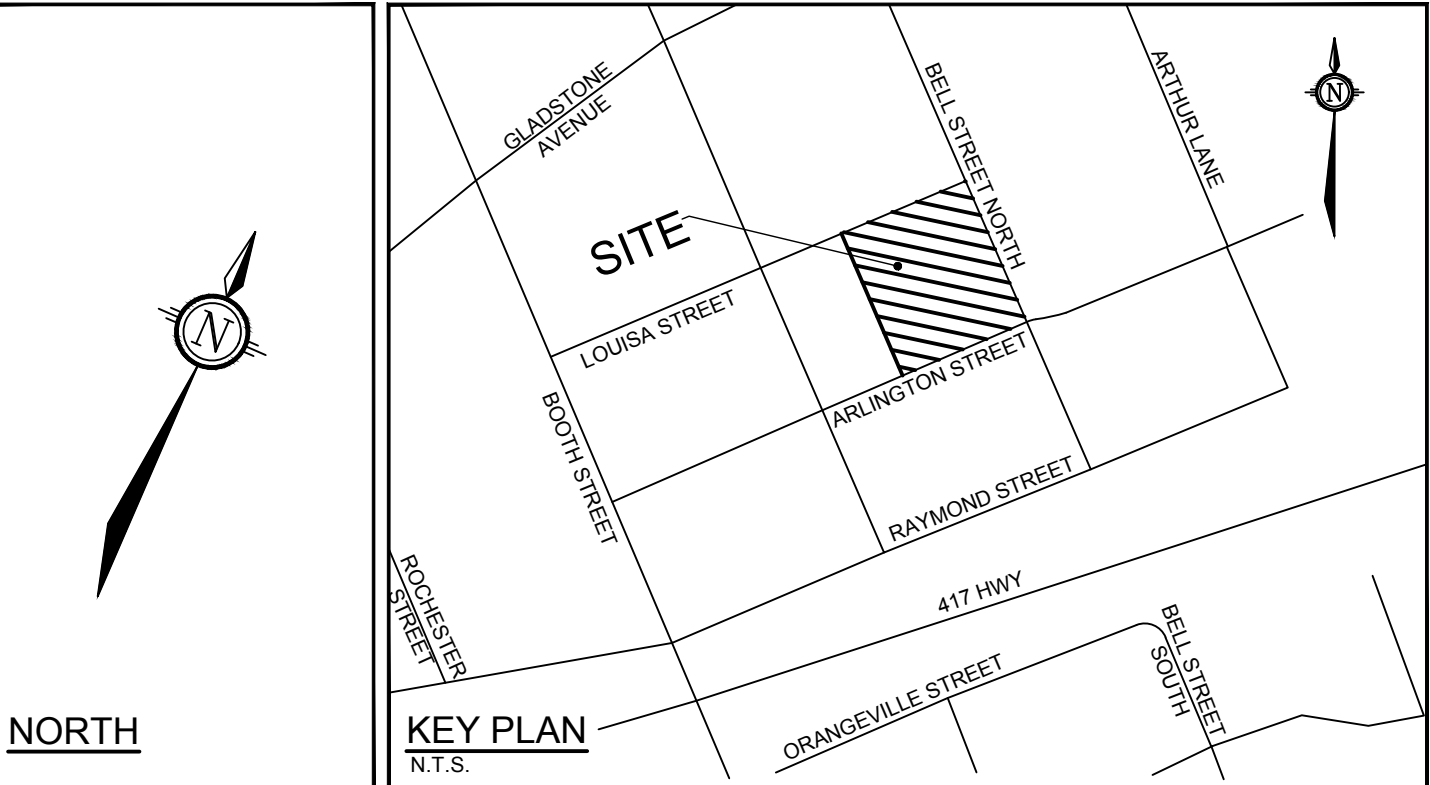 N
NORTH
GLADSTONE
AVENUE
BELL STREET NORTH
ARTHUR LANE
N
SITE
LOUISA STREET
ARLINGTON STREET
BOOTH STREET
RAYMOND STREET
ROCHESTER
STREET
417 HWY
BELL STREET
SOUTH
ORANGEVILLE STREET
KEY PLAN
N.T.S.